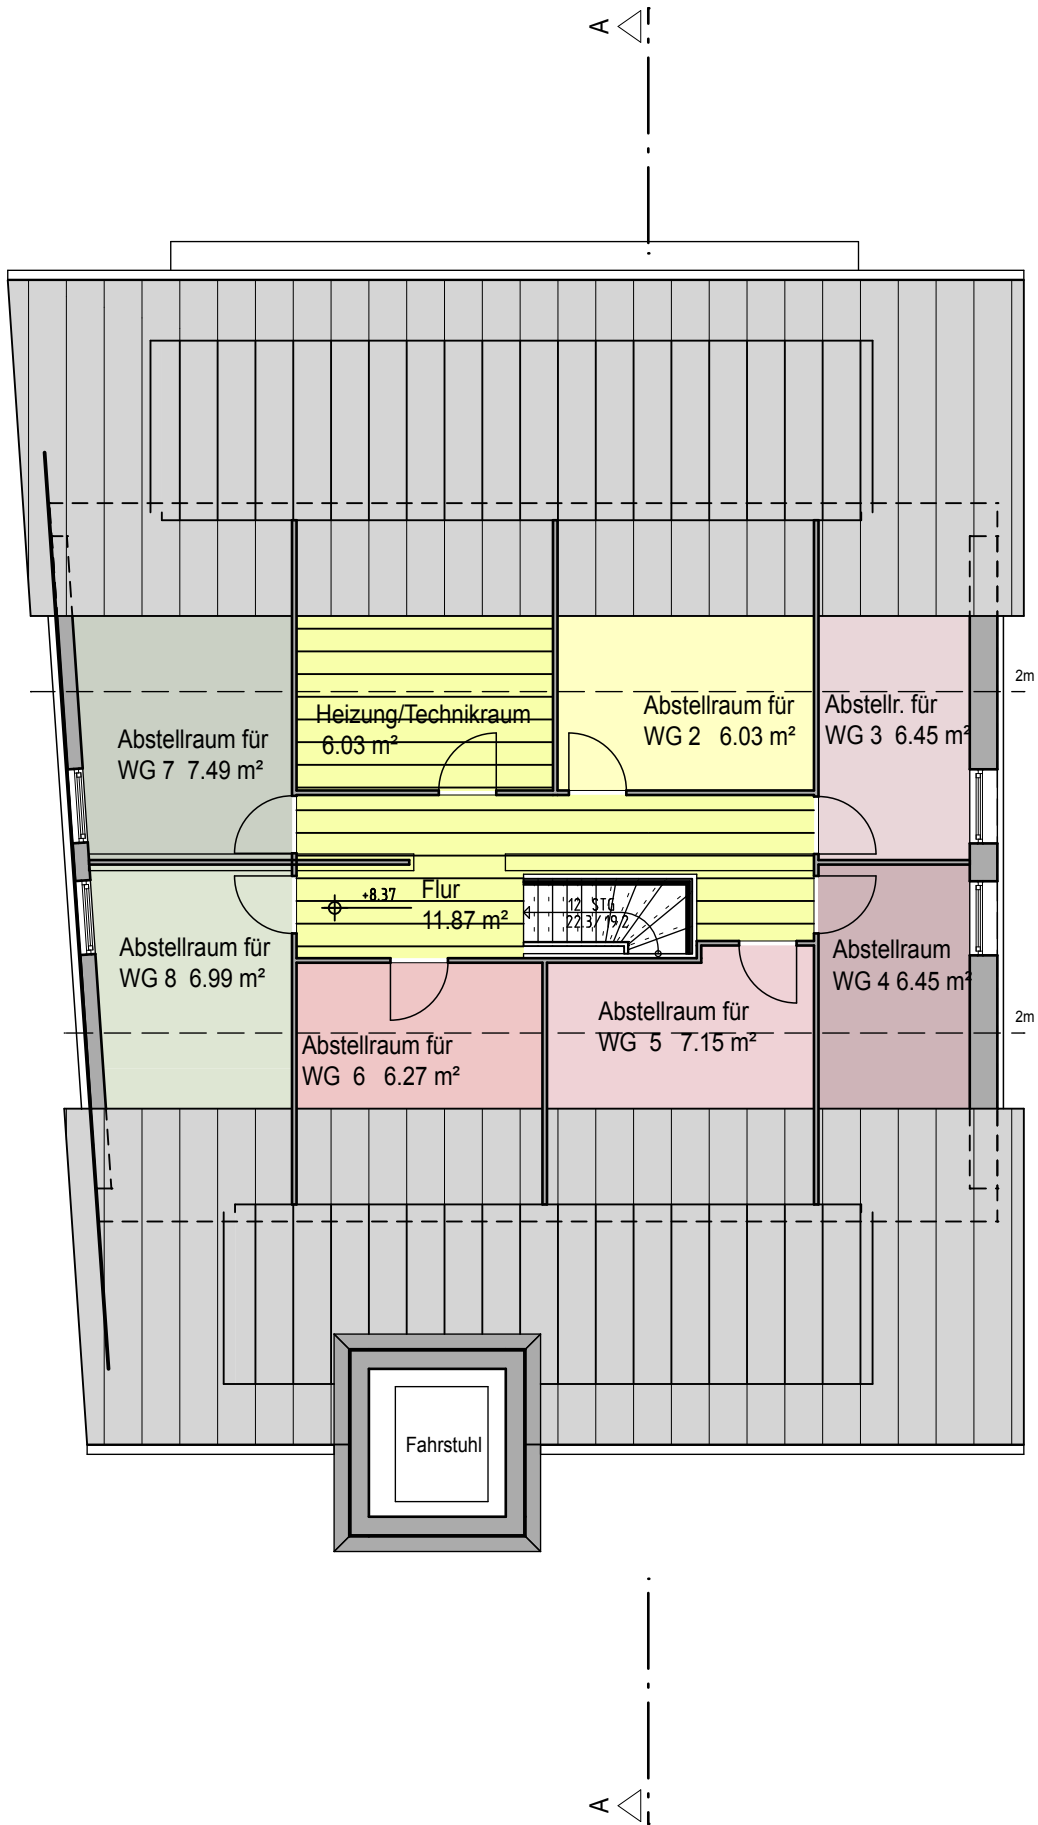 A
2m
Heizung/Technikraum
6.03 m²
Abstellraum für
WG 2 6.03 m²
Abstellr. für
WG 3 6.45 m²
Abstellraum für
WG 7 7.49 m²
+8.37
Flur
11.87 m²
12 STG
22.3/ 19.2
Abstellraum für
WG 8 6.99 m²
Abstellraum
WG 4 6.45 m²
Abstellraum für
WG 5 7.15 m²
2m
Abstellraum für
WG 6 6.27 m²
Fahrstuhl
A